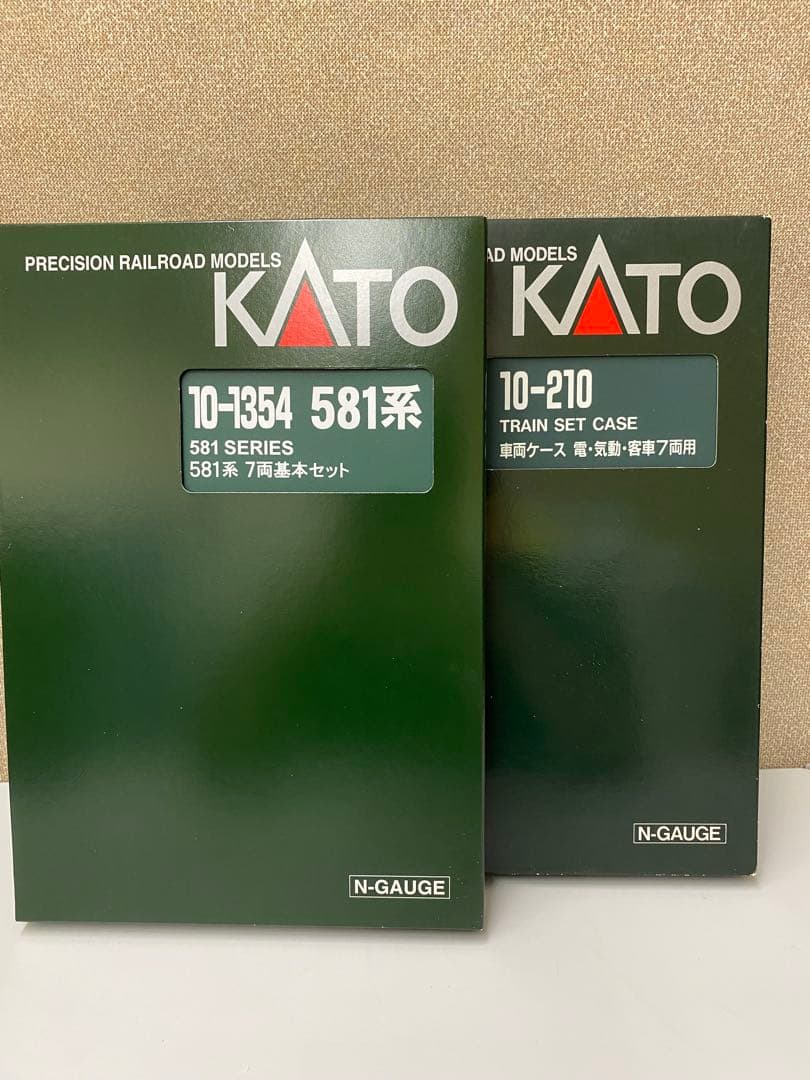 PRECISION RAILROAD MODELS
KATO
10-1354 581系
581 SERIES
581系 7両基本セット
N-GAUGE
AD MODELS
KATO
10-210
TRAIN SET CASE
車両ケース 電・気動・客車7両用
N-GAUGE